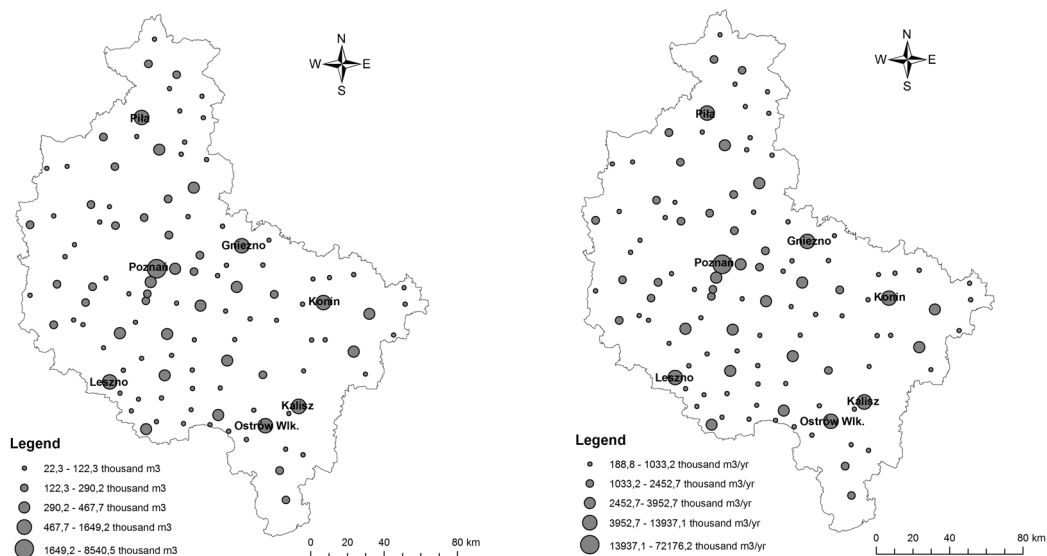 N
W E
S
Piła
Gniezno
Poznań
Konin
Leszno
Kalisz
Ostrów Wlk.
Legend
22,3 - 122,3 thousand m3
122,3 - 290,2 thousand m3
290,2 - 467,7 thousand m3
467,7 - 1649,2 thousand m3
1649,2 - 8540,5 thousand m3
0 20 40 80 km
N
W E
S
Piła
Gniezno
Poznań
Konin
Leszno
Kalisz
Ostrów Wlk.
Legend
188,8 - 1033,2 thousand m3/yr
1033,2 - 2452,7 thousand m3/yr
2452,7- 3952,7 thousand m3/yr
3952,7 - 13937,1 thousand m3/yr
13937,1 - 72176,2 thousand m3/yr
0 20 40 80 km